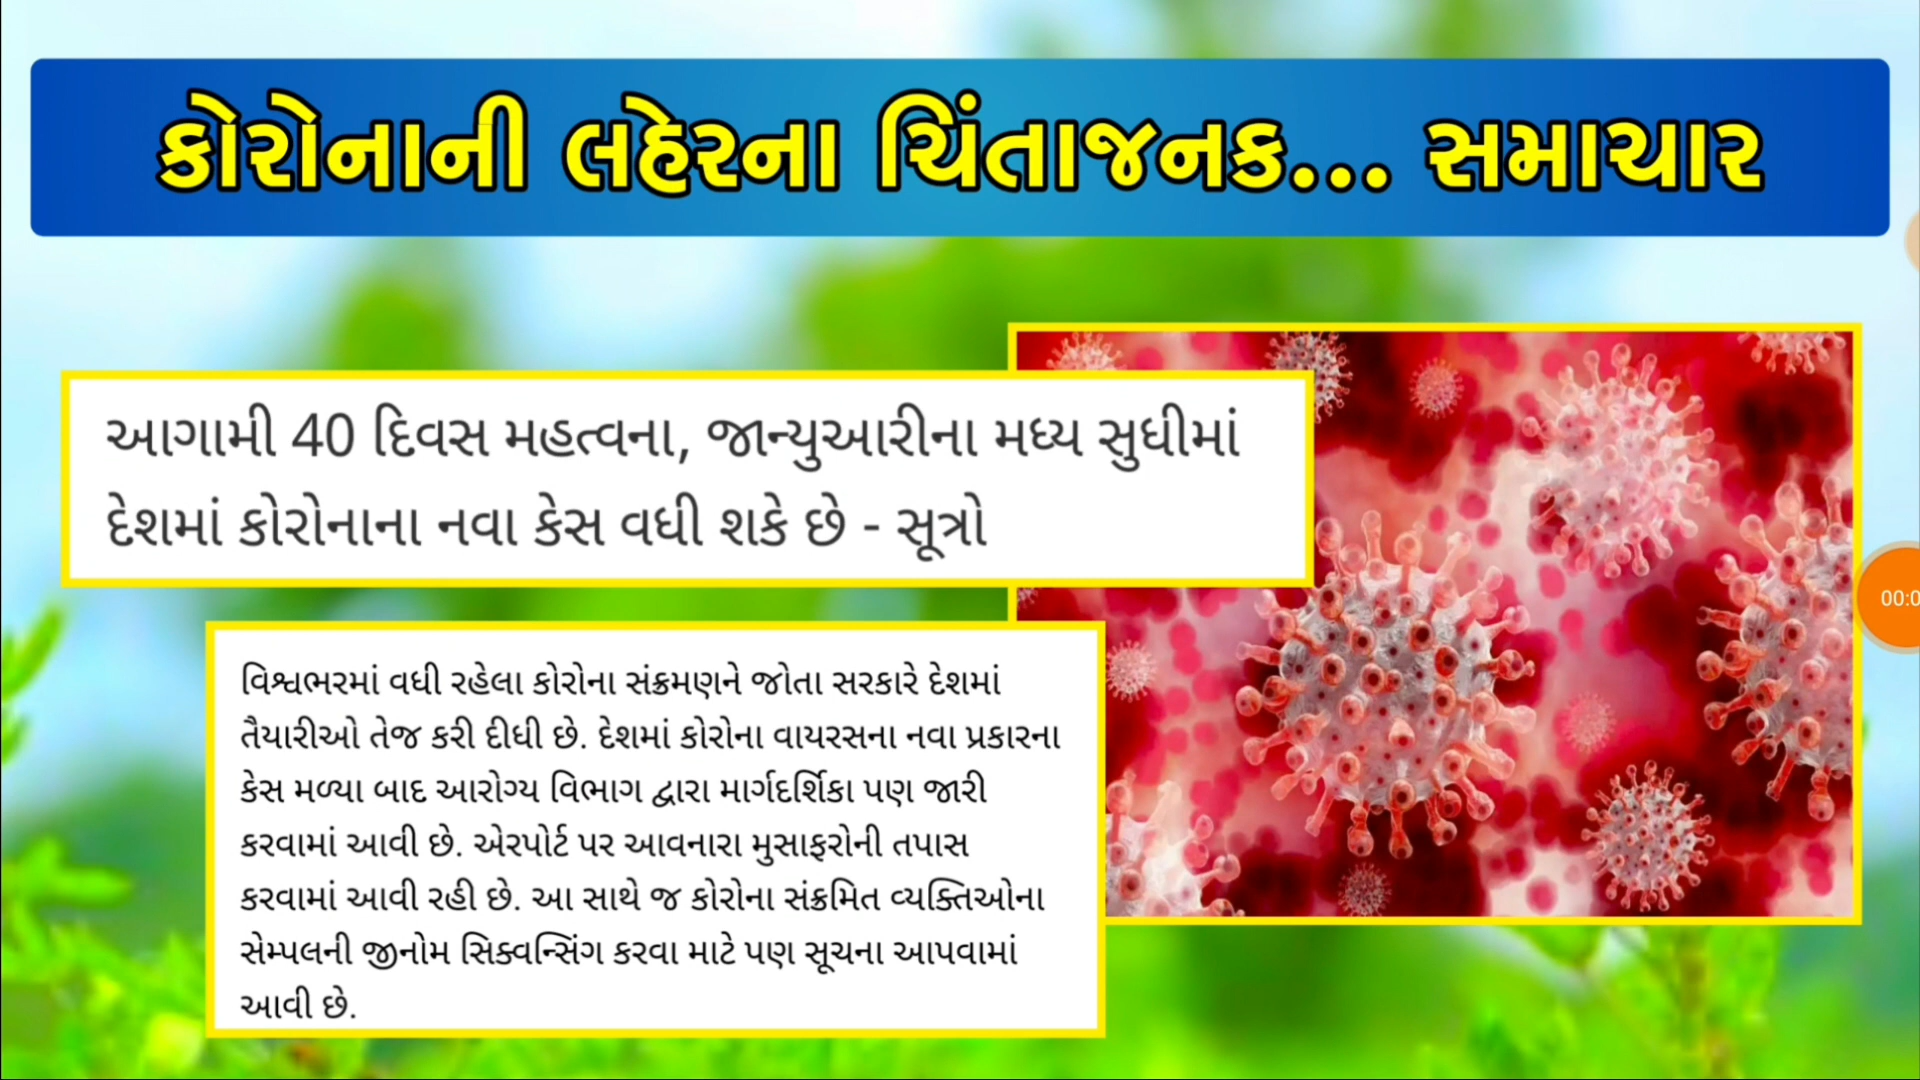 કોરોનાની લહેરના ચિંતાજનક... સમાચાર
આગામી 40 દિવસ મહત્વના, જાન્યુઆરીના મધ્ય સુધીમાં
દેશમાં કોરોનાના નવા કેસ વધી શકે છે - સૂત્રો
વિશ્વભરમાં વધી રહેલા કોરોના સંક્રમણને જોતા સરકારે દેશમાં
તૈયારીઓ તેજ કરી દીધી છે. દેશમાં કોરોના વાયરસના નવા પ્રકારના
કેસ મળ્યા બાદ આરોગ્ય વિભાગ દ્વારા માર્ગદર્શિકા પણ જારી
કરવામાં આવી છે. એરપોર્ટ પર આવનારા મુસાફરોની તપાસ
કરવામાં આવી રહી છે. આ સાથે જ કોરોના સંક્રમિત વ્યક્તિઓના
સેમ્પલની જીનોમ સિક્વન્સિંગ કરવા માટે પણ સૂચના આપવામાં
આવી છે.